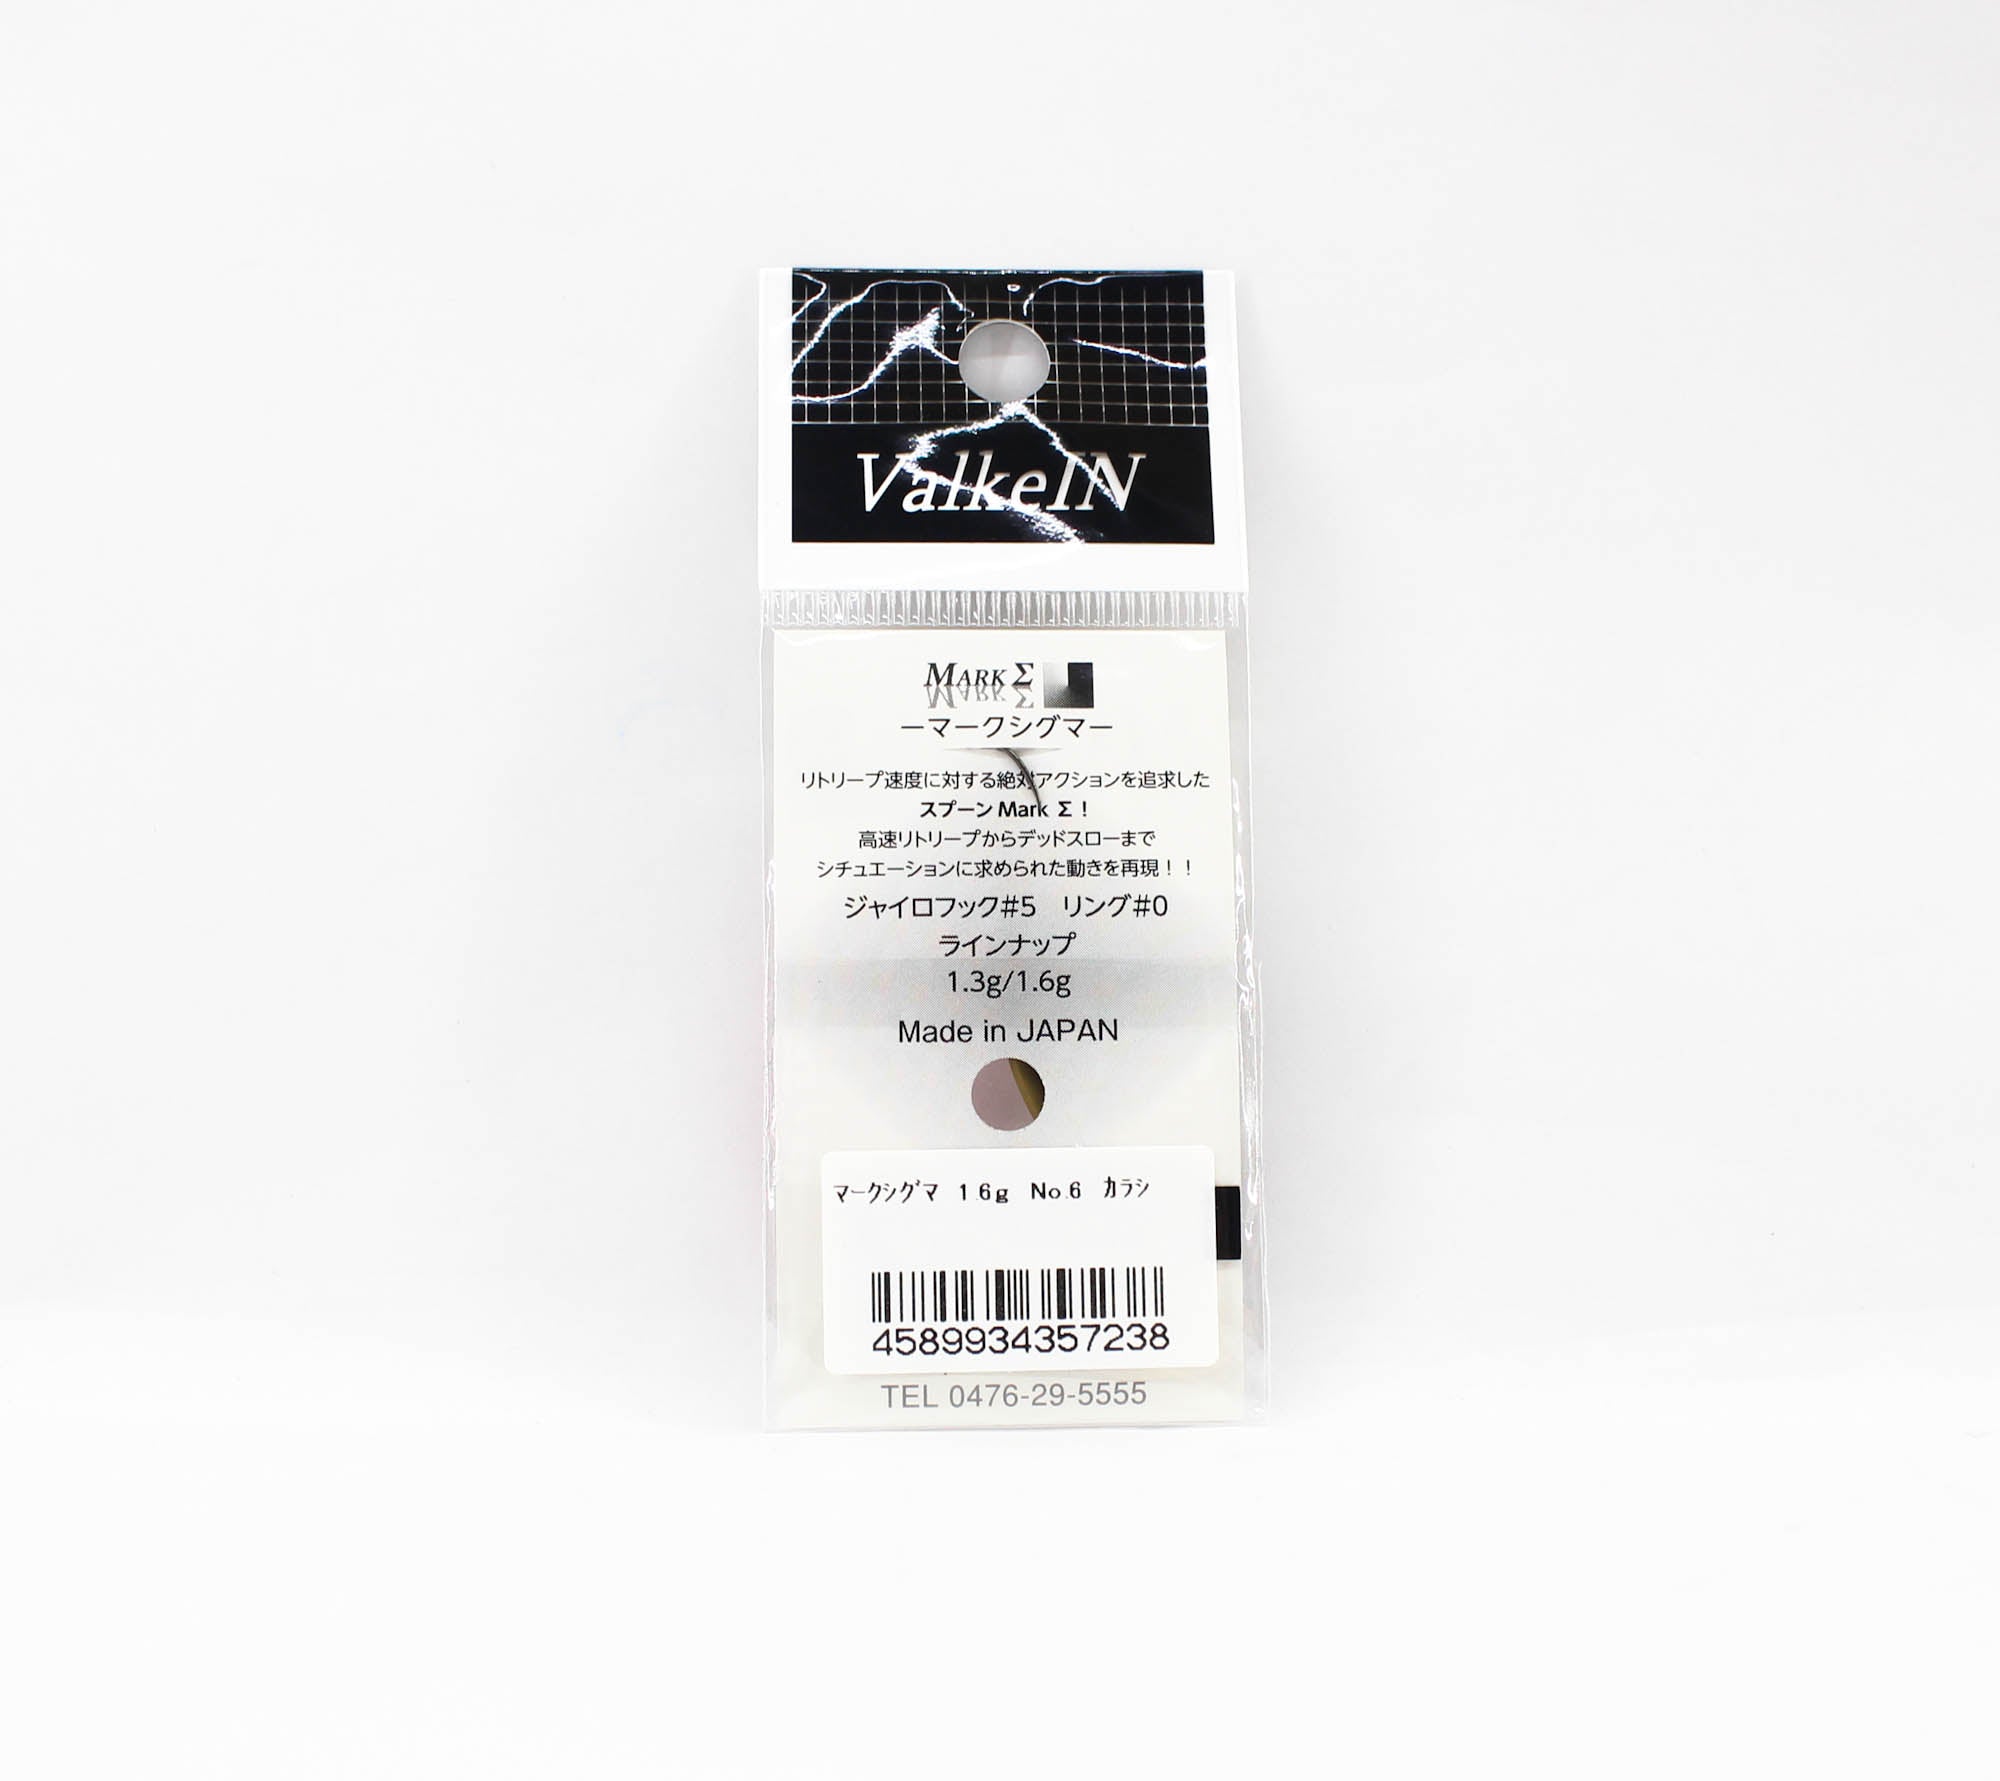 ValkeIN
MARK Σ
ーマークシグマー
リトリープ速度に対する絶対アクションを追求した
スプーン Mark Σ！
高速リトリープからデッドスローまで
シチュエーションに求められた動きを再現！！
ジャイロフック#5　リング#0
ラインナップ
1.3g/1.6g
Made in JAPAN
マークシグマ 1.6g No.6 カラシ
4589934357238
TEL 0476-29-5555